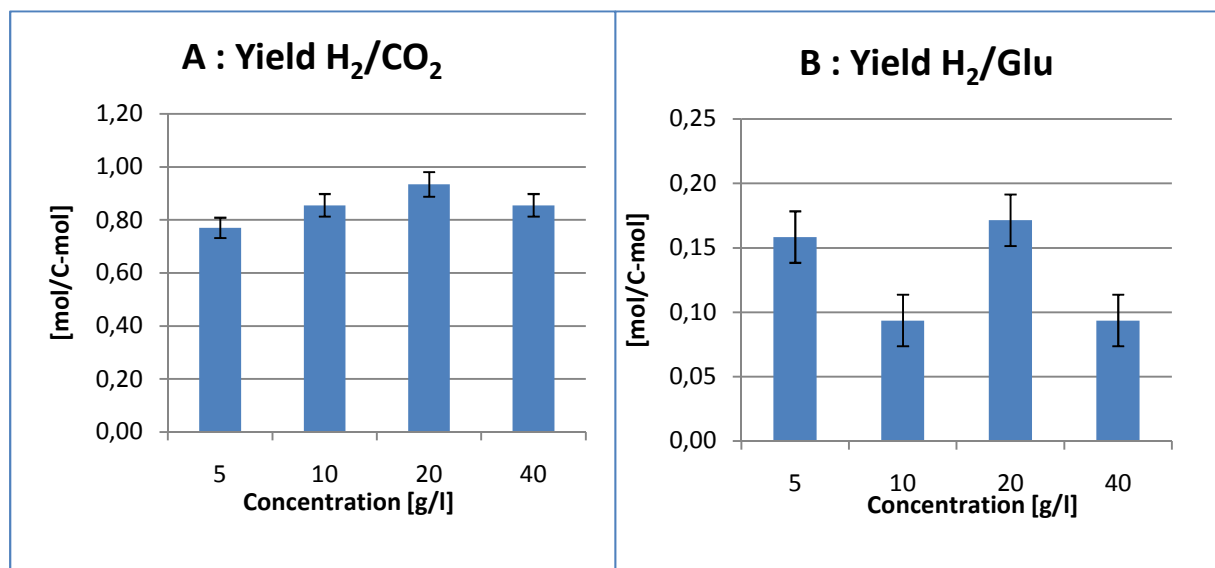 A : Yield H₂/CO₂
1,20
1,00
0,80
0,60
0,40
0,20
0,00
[mol/C-mol]
5 10 20 40
Concentration [g/l]
B : Yield H₂/Glu
0,25
0,20
0,15
0,10
0,05
0,00
[mol/C-mol]
5 10 20 40
Concentration [g/l]